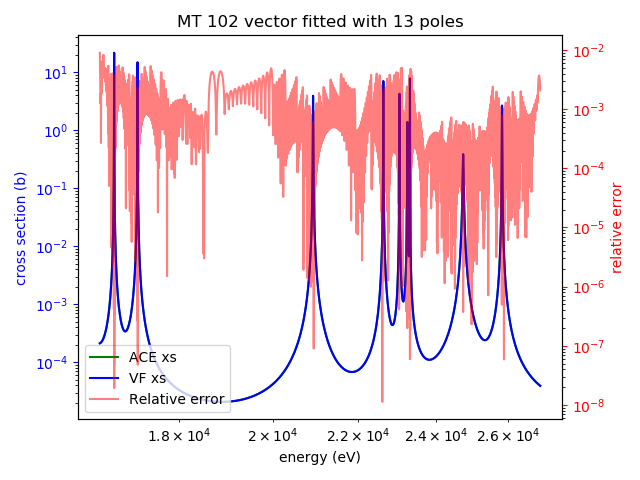 MT 102 vector fitted with 13 poles
cross section (b)
10¹
10⁰
10⁻¹
10⁻²
10⁻³
10⁻⁴
10⁻²
10⁻³
10⁻⁴
10⁻⁵
10⁻⁶
10⁻⁷
10⁻⁸
relative error
ACE xs
VF xs
Relative error
1.8 × 10⁴ 2 × 10⁴ 2.2 × 10⁴ 2.4 × 10⁴ 2.6 × 10⁴
energy (eV)